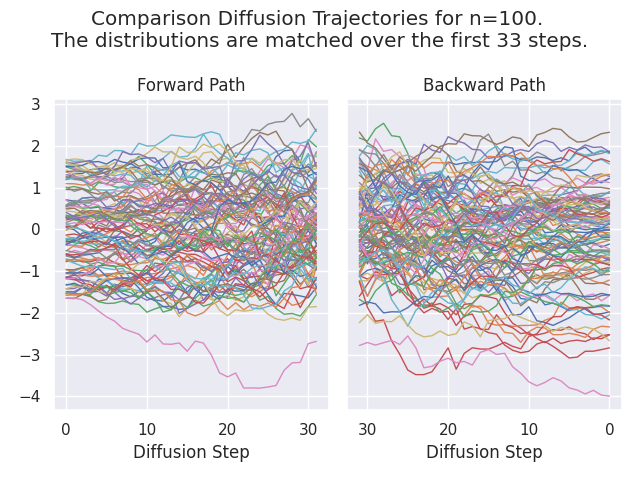 Comparison Diffusion Trajectories for n=100.
The distributions are matched over the first 33 steps.
Forward Path
Backward Path
3
2
1
0
−1
−2
−3
−4
0 10 20 30
30 20 10 0
Diffusion Step
Diffusion Step